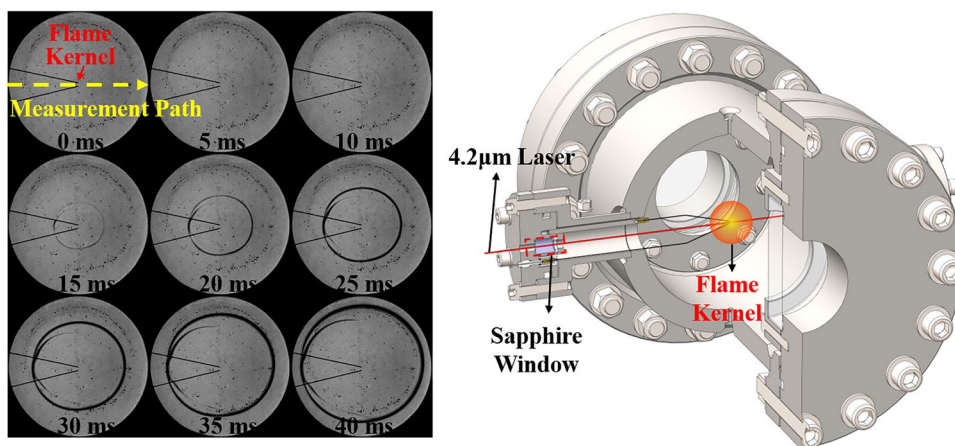 Flame
Kernel
Measurement Path
0 ms
5 ms
10 ms
15 ms
20 ms
25 ms
30 ms
35 ms
40 ms
4.2μm Laser
Sapphire
Window
Flame
Kernel